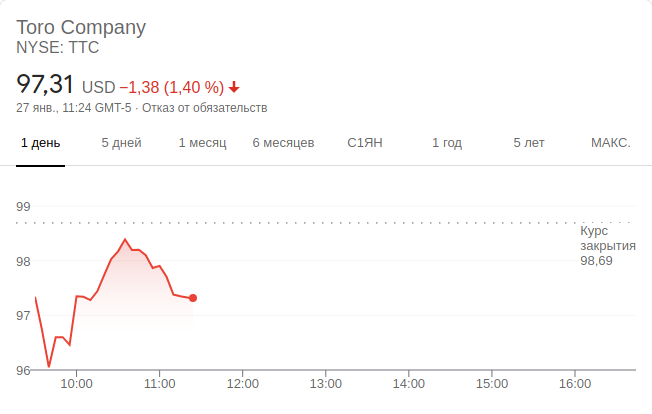 Toro Company
NYSE: TTC
97,31 USD −1,38 (1,40 %)
27 янв., 11:24 GMT-5 · Отказ от обязательств
1 день 5 дней 1 месяц 6 месяцев С1ЯН 1 год 5 лет МАКС.
99
Курс
закрытия
98,69
98
97
96
10:00 11:00 12:00 13:00 14:00 15:00 16:00